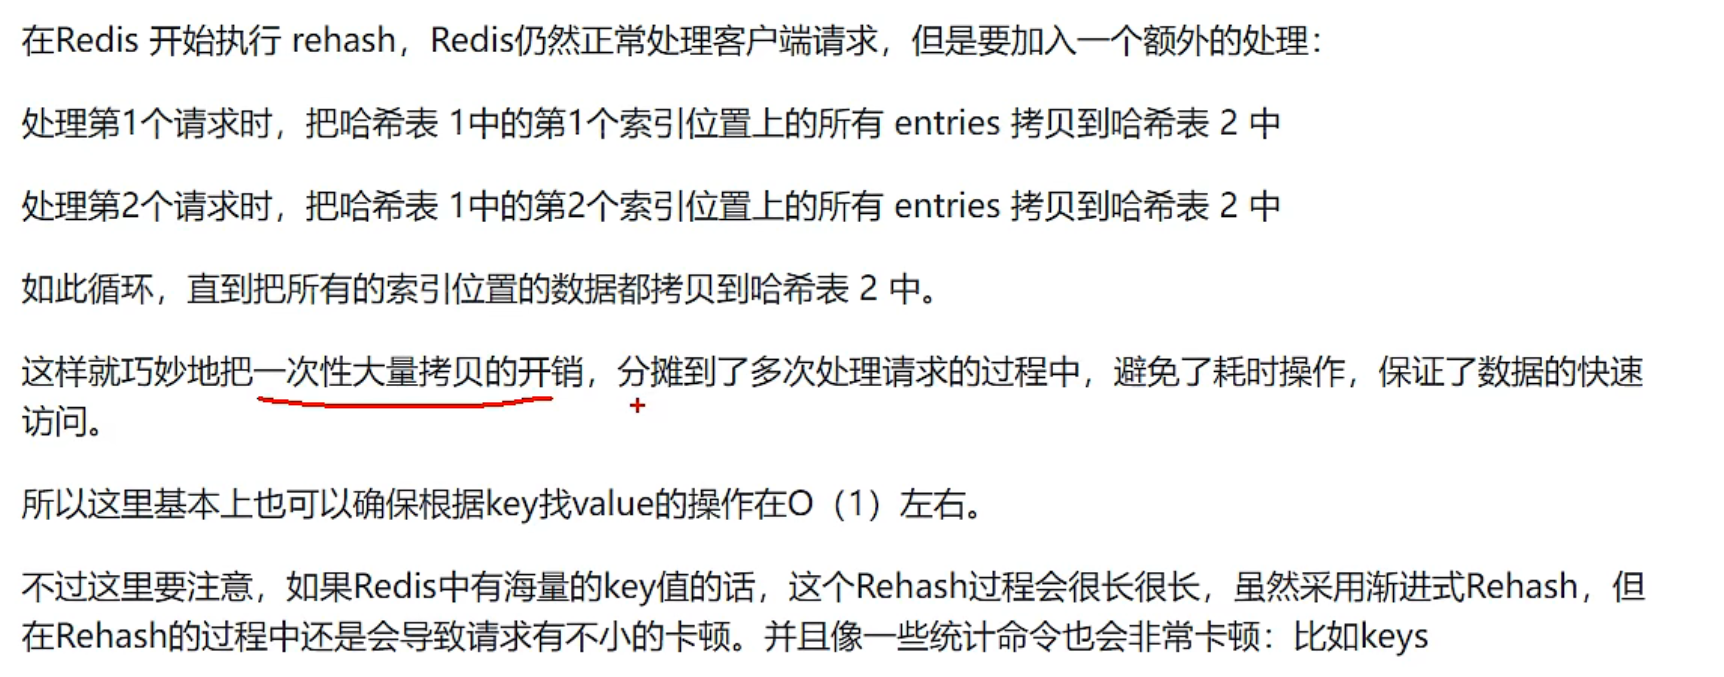 在Redis 开始执行 rehash，Redis仍然正常处理客户端请求，但是要加入一个额外的处理：
处理第1个请求时，把哈希表 1中的第1个索引位置上的所有 entries 拷贝到哈希表 2 中
处理第2个请求时，把哈希表 1中的第2个索引位置上的所有 entries 拷贝到哈希表 2 中
如此循环，直到把所有的索引位置的数据都拷贝到哈希表 2 中。
这样就巧妙地把一次性大量拷贝的开销，分摊到了多次处理请求的过程中，避免了耗时操作，保证了数据的快速
访问。
所以这里基本上也可以确保根据key找value的操作在O（1）左右。
不过这里要注意，如果Redis中有海量的key值的话，这个Rehash过程会很长很长，虽然采用渐进式Rehash，但
在Rehash的过程中还是会导致请求有不小的卡顿。并且像一些统计命令也会非常卡顿：比如keys